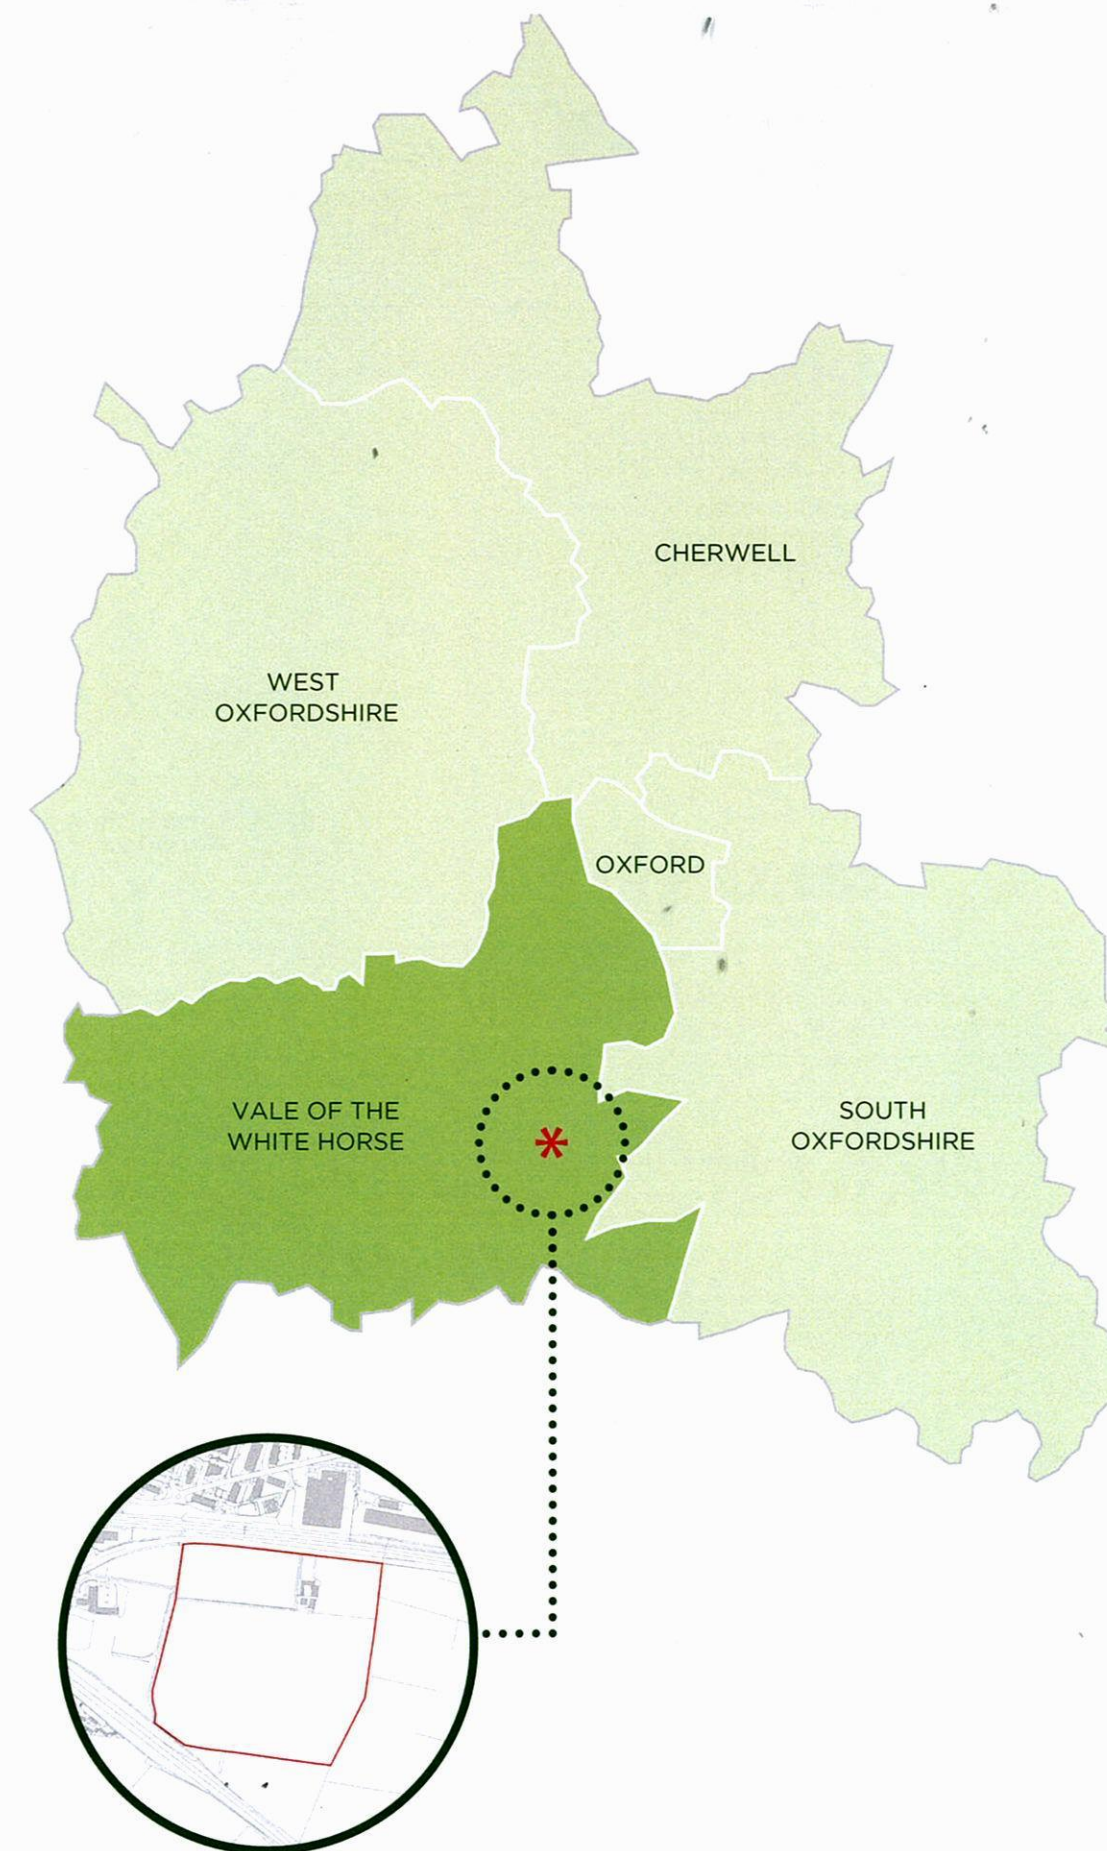 CHERWELL
WEST
OXFORDSHIRE
OXFORD
VALE OF THE
WHITE HORSE
SOUTH
OXFORDSHIRE
*